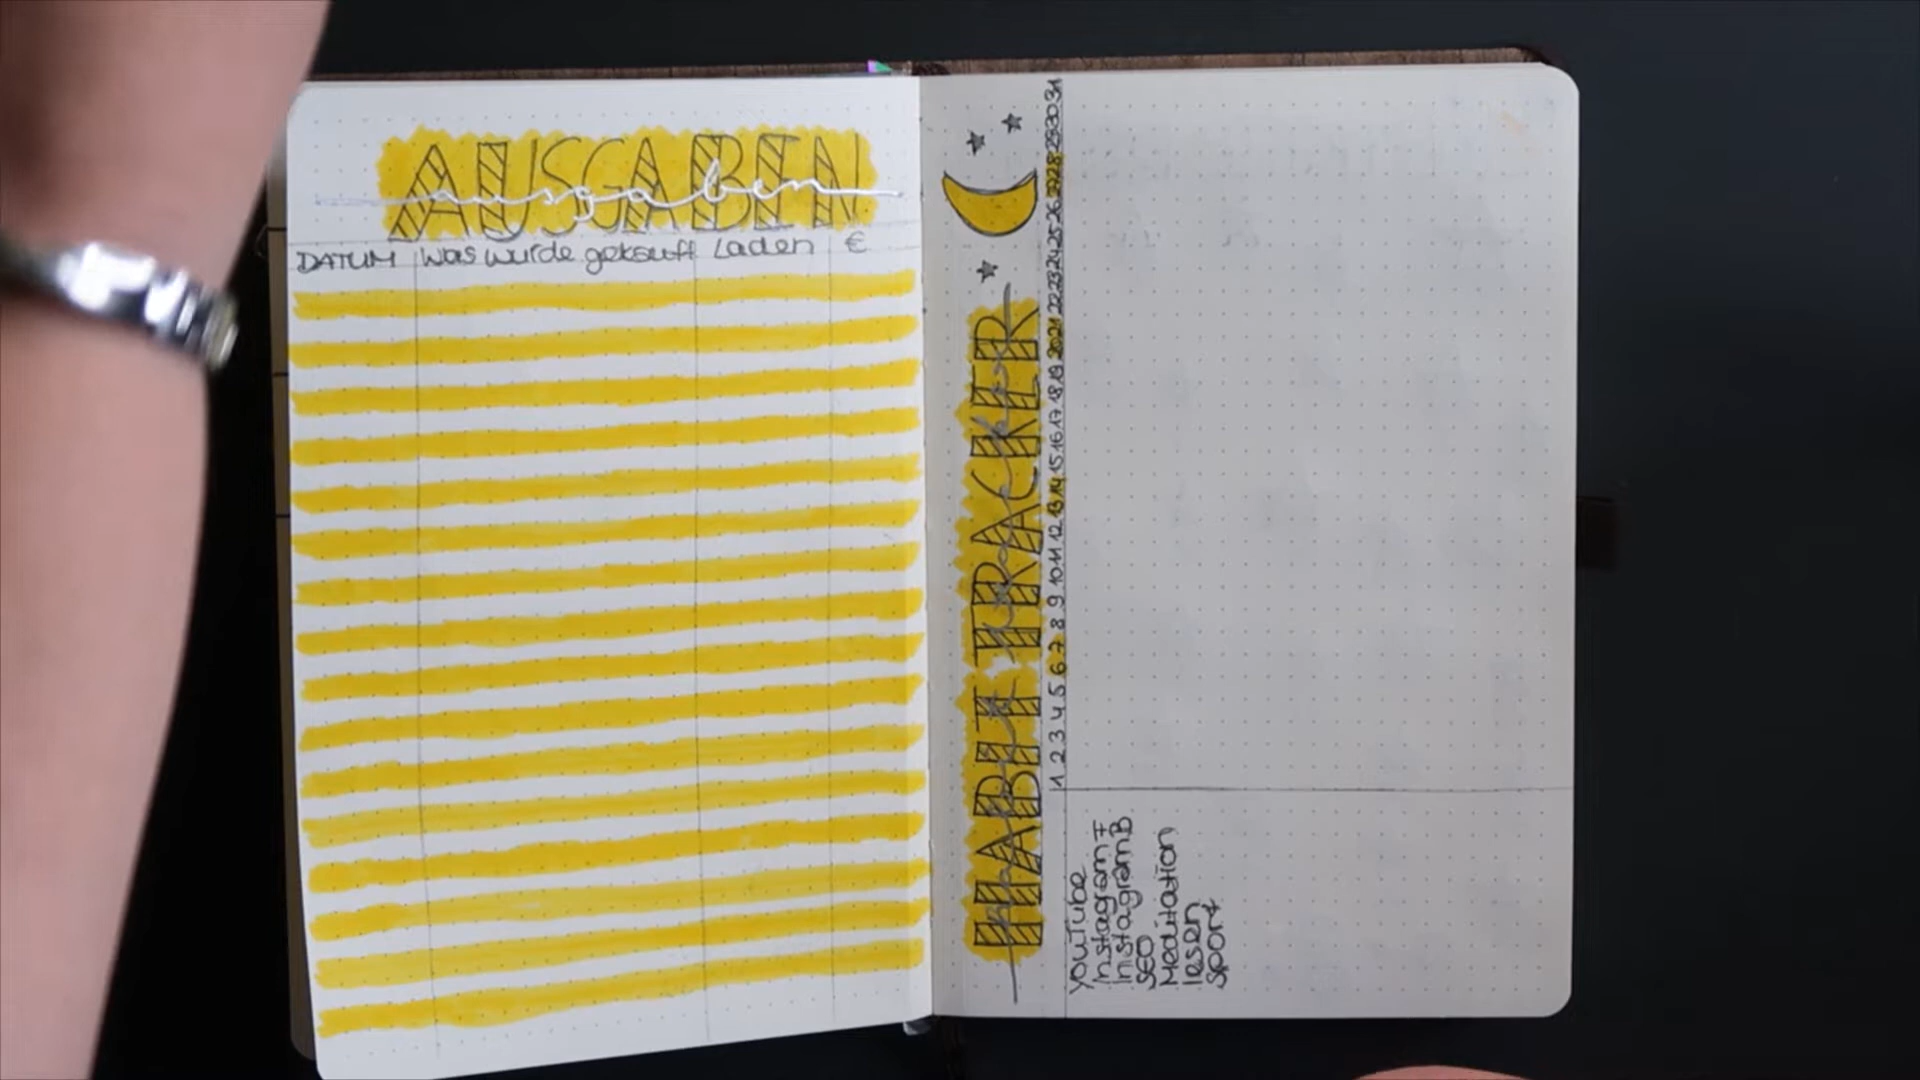 AUSGABEN
ausgaben
DATUM Was wurde gekauft Laden €
HABIT TRACKER
habit tracker
1 2 3 4 5 6 7 8 9 10 11 12 13 14 15 16 17 18 19 20 21 22 23 24 25 26 27 28 29 30 31
YouTube
Instagram F
Instagram B
SEO
Meditation
lesen
Sport